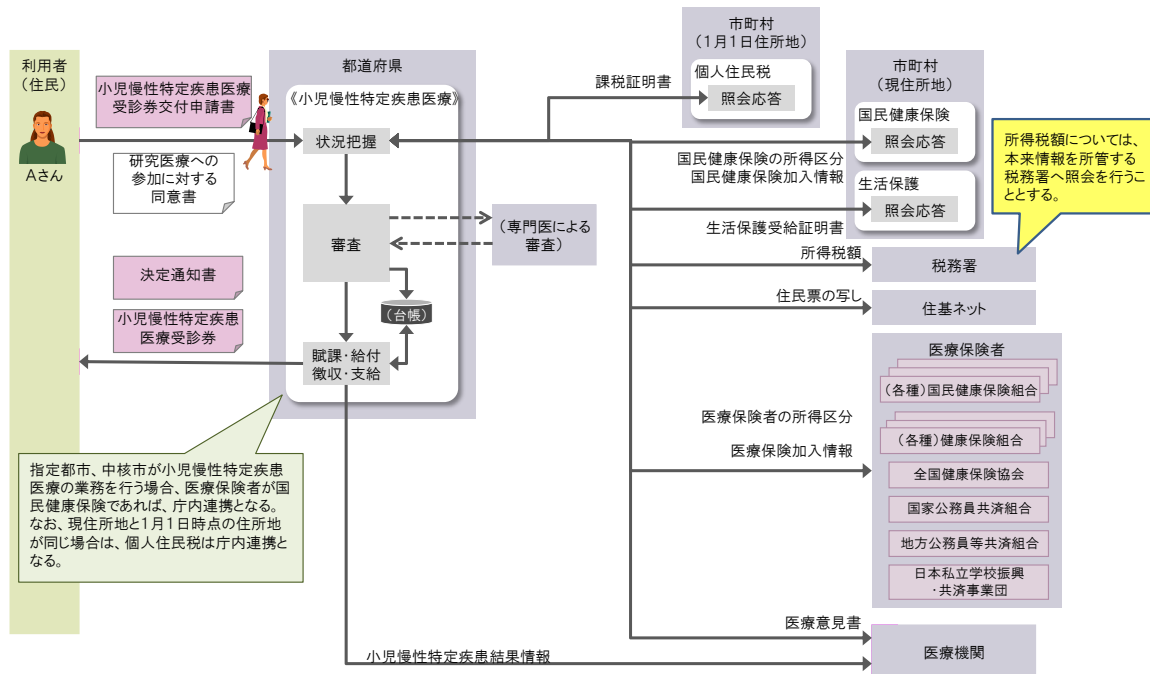 利用者
（住民）
Aさん
小児慢性特定疾患医療
受診券交付申請書
研究医療への
参加に対する
同意書
決定通知書
小児慢性特定疾患
医療受診券
都道府県
《小児慢性特定疾患医療》
状況把握
審査
（台帳）
賦課・給付
徴収・支給
（専門医による
審査）
市町村
（1月1日住所地）
個人住民税
照会応答
課税証明書
市町村
（現住所地）
国民健康保険
照会応答
生活保護
照会応答
国民健康保険の所得区分
国民健康保険加入情報
生活保護受給証明書
所得税額
税務署
住民票の写し
住基ネット
所得税額については、
本来情報を所管する
税務署へ照会を行うこ
ととする。
医療保険者
（各種）国民健康保険組合
（各種）健康保険組合
全国健康保険協会
国家公務員共済組合
地方公務員等共済組合
日本私立学校振興
・共済事業団
医療保険者の所得区分
医療保険加入情報
医療意見書
医療機関
小児慢性特定疾患結果情報
指定都市、中核市が小児慢性特定疾患
医療の業務を行う場合、医療保険者が国
民健康保険であれば、庁内連携となる。
なお、現住所地と1月1日時点の住所地
が同じ場合は、個人住民税は庁内連携と
なる。